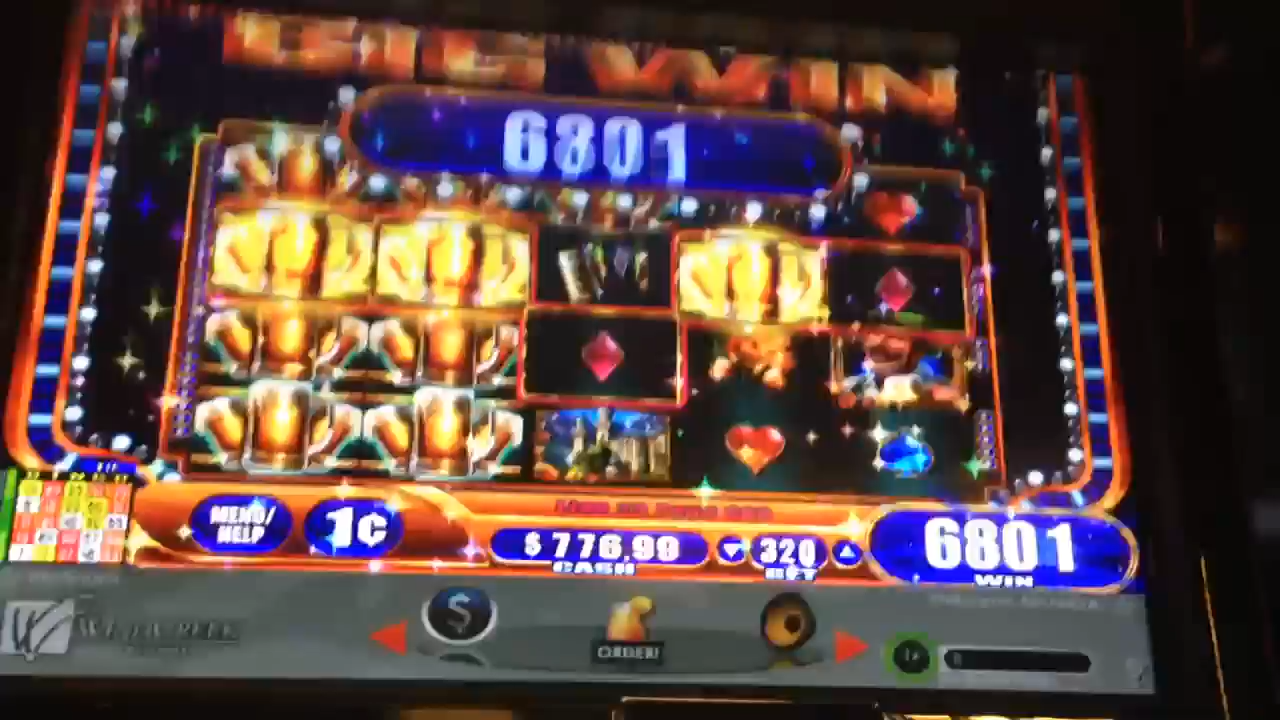 BIG WIN
6801
MENU/
HELP
1¢
$776.99
CASH
320
BET
6801
WIN
$
ORDER!